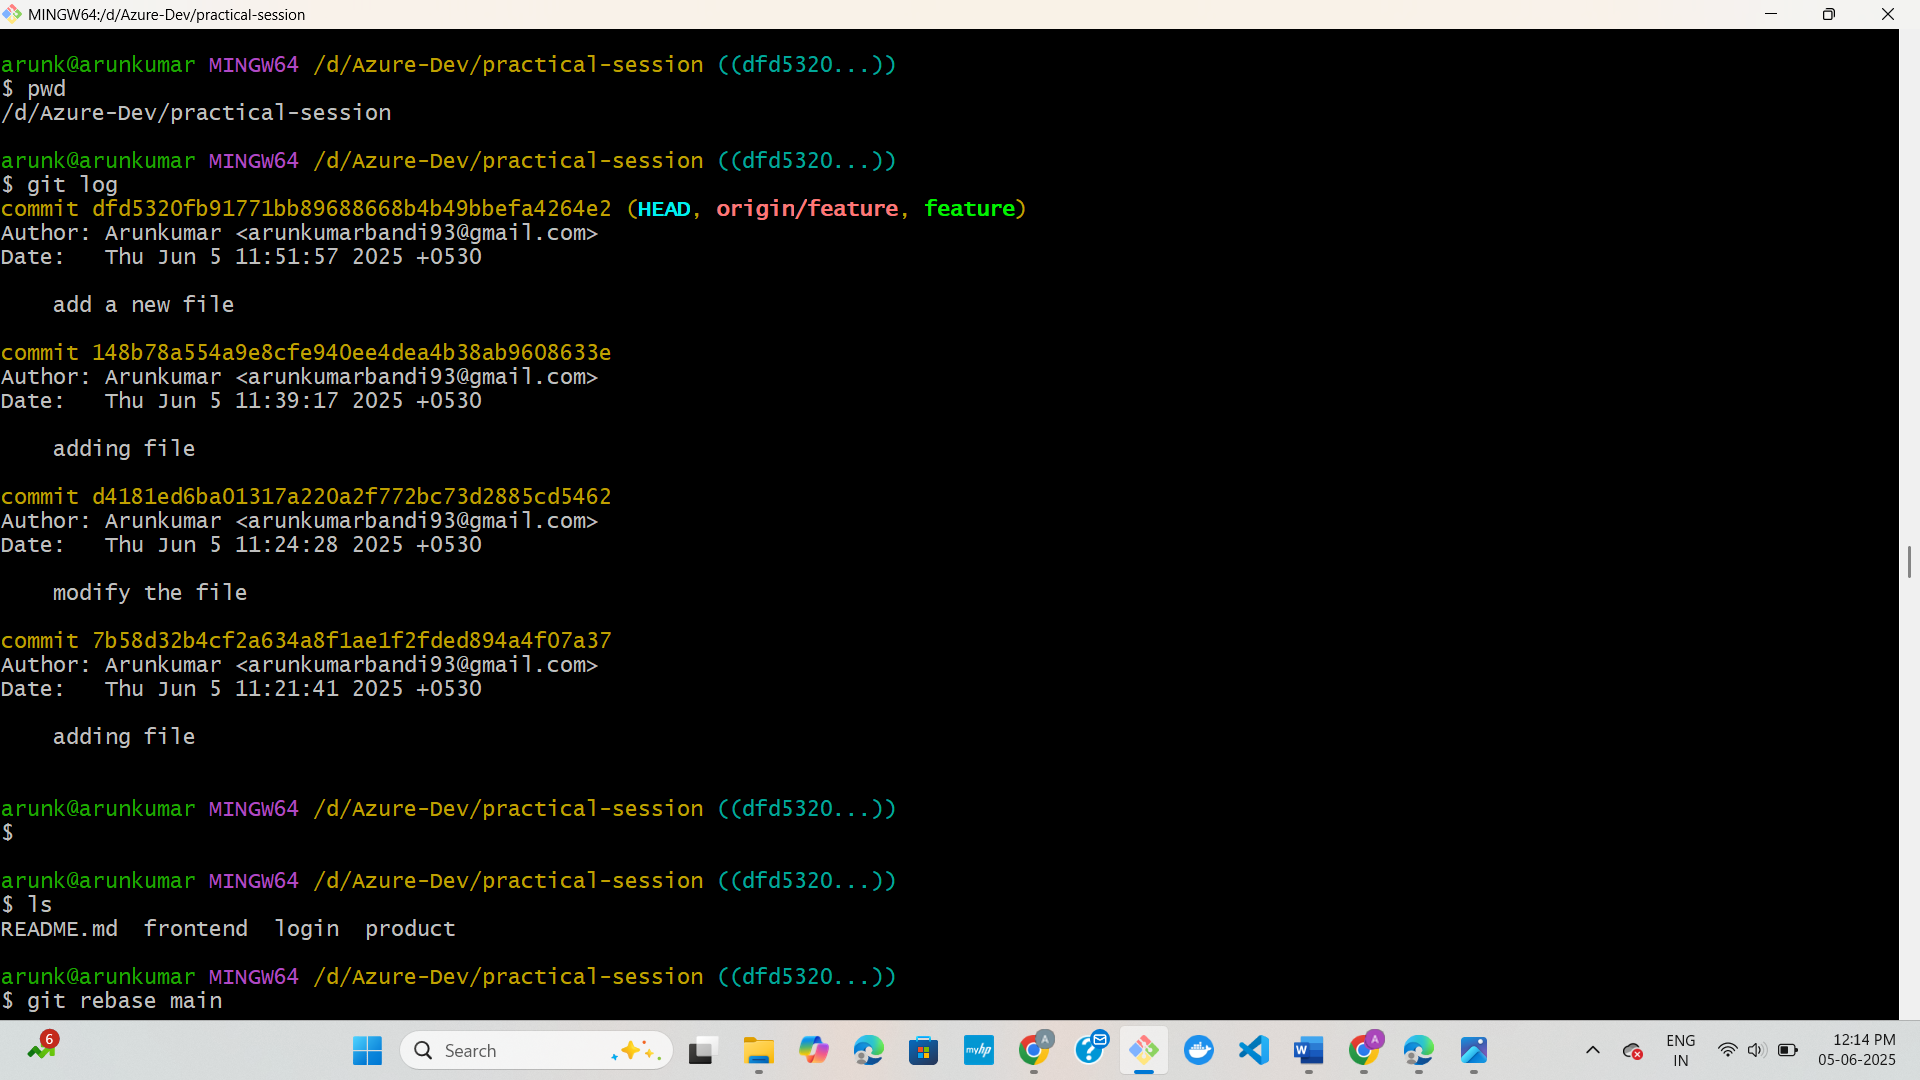 MINGW64:/d/Azure-Dev/practical-session
arunk@arunkumar MINGW64 /d/Azure-Dev/practical-session ((dfd5320...))
$ pwd
/d/Azure-Dev/practical-session
arunk@arunkumar MINGW64 /d/Azure-Dev/practical-session ((dfd5320...))
$ git log
commit dfd5320fb91771bb89688668b4b49bbefa4264e2 (HEAD, origin/feature, feature)
Author: Arunkumar <arunkumarbandi93@gmail.com>
Date:   Thu Jun 5 11:51:57 2025 +0530
    add a new file
commit 148b78a554a9e8cfe940ee4dea4b38ab9608633e
Author: Arunkumar <arunkumarbandi93@gmail.com>
Date:   Thu Jun 5 11:39:17 2025 +0530
    adding file
commit d4181ed6ba01317a220a2f772bc73d2885cd5462
Author: Arunkumar <arunkumarbandi93@gmail.com>
Date:   Thu Jun 5 11:24:28 2025 +0530
    modify the file
commit 7b58d32b4cf2a634a8f1ae1f2fded894a4f07a37
Author: Arunkumar <arunkumarbandi93@gmail.com>
Date:   Thu Jun 5 11:21:41 2025 +0530
    adding file
arunk@arunkumar MINGW64 /d/Azure-Dev/practical-session ((dfd5320...))
$
arunk@arunkumar MINGW64 /d/Azure-Dev/practical-session ((dfd5320...))
$ ls
README.md  frontend  login  product
arunk@arunkumar MINGW64 /d/Azure-Dev/practical-session ((dfd5320...))
$ git rebase main
6
Search
myhp
A
W
A
ENG
IN
12:14 PM
05-06-2025